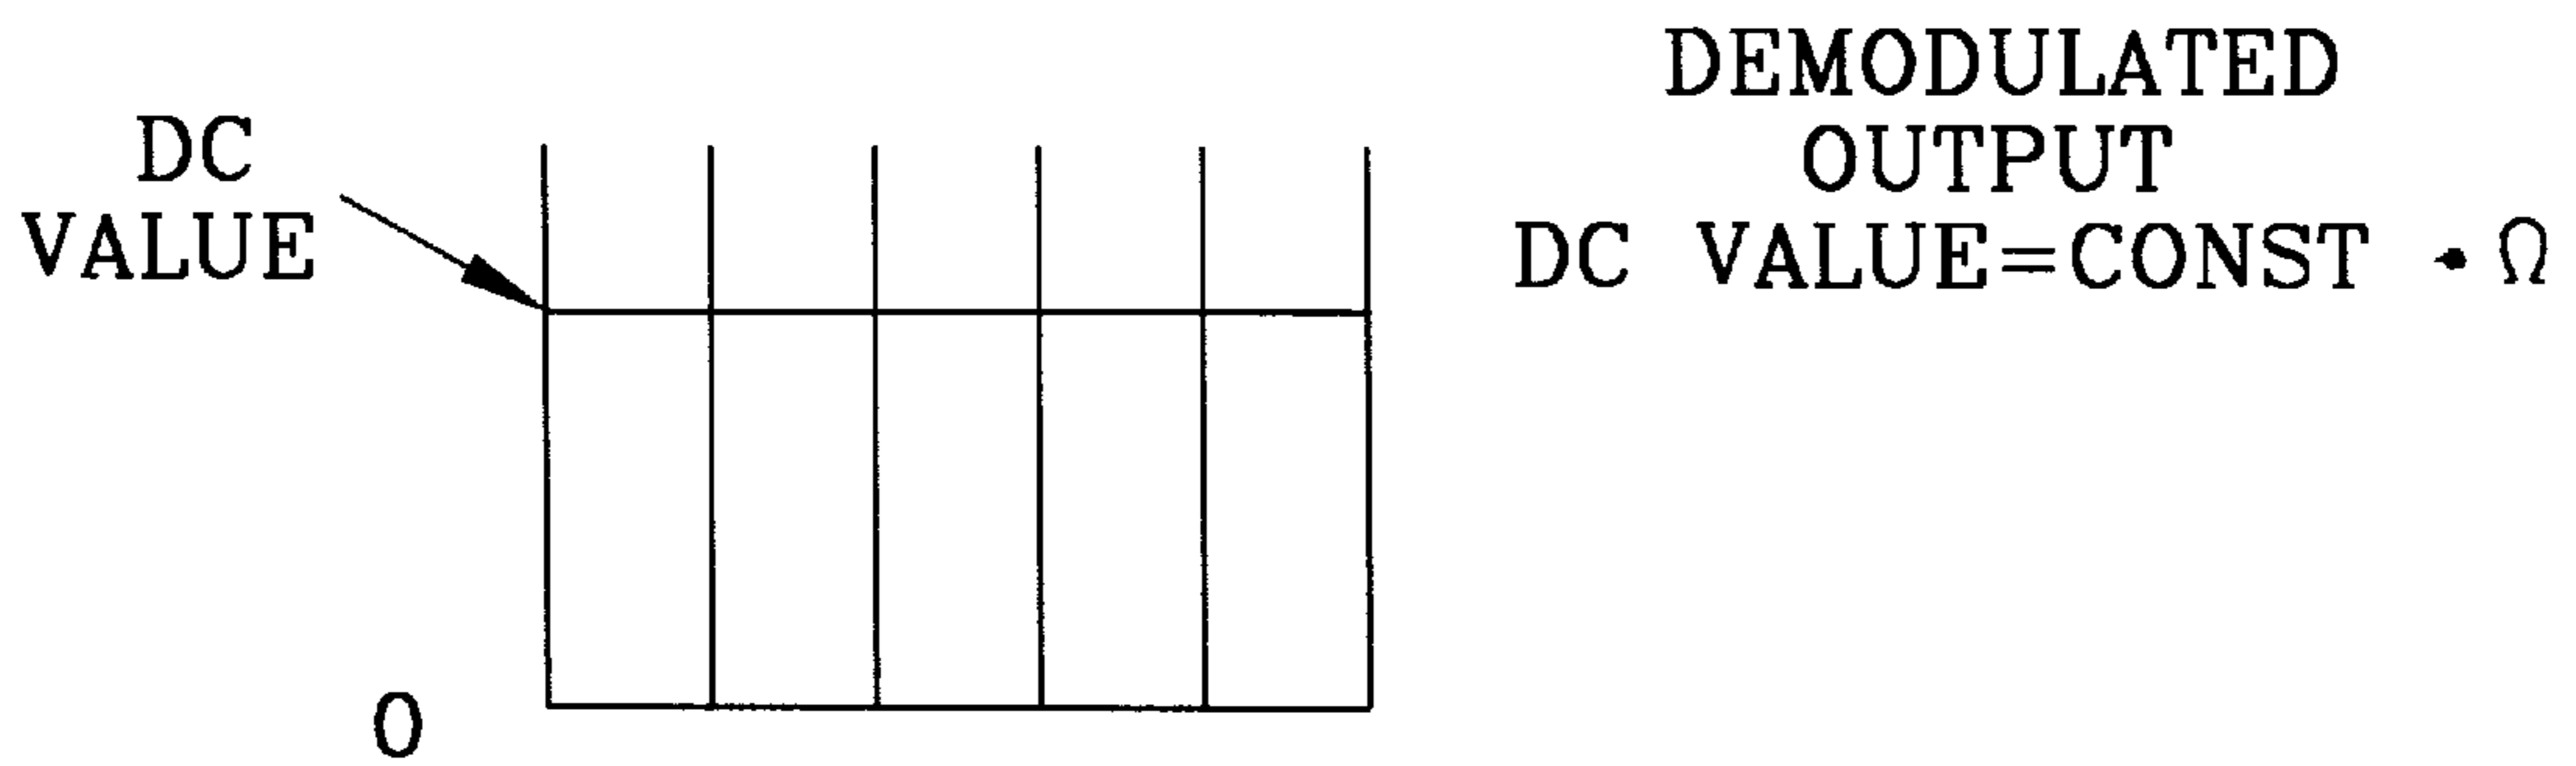 DC
VALUE
DEMODULATED
OUTPUT
DC VALUE=CONST • Ω
0